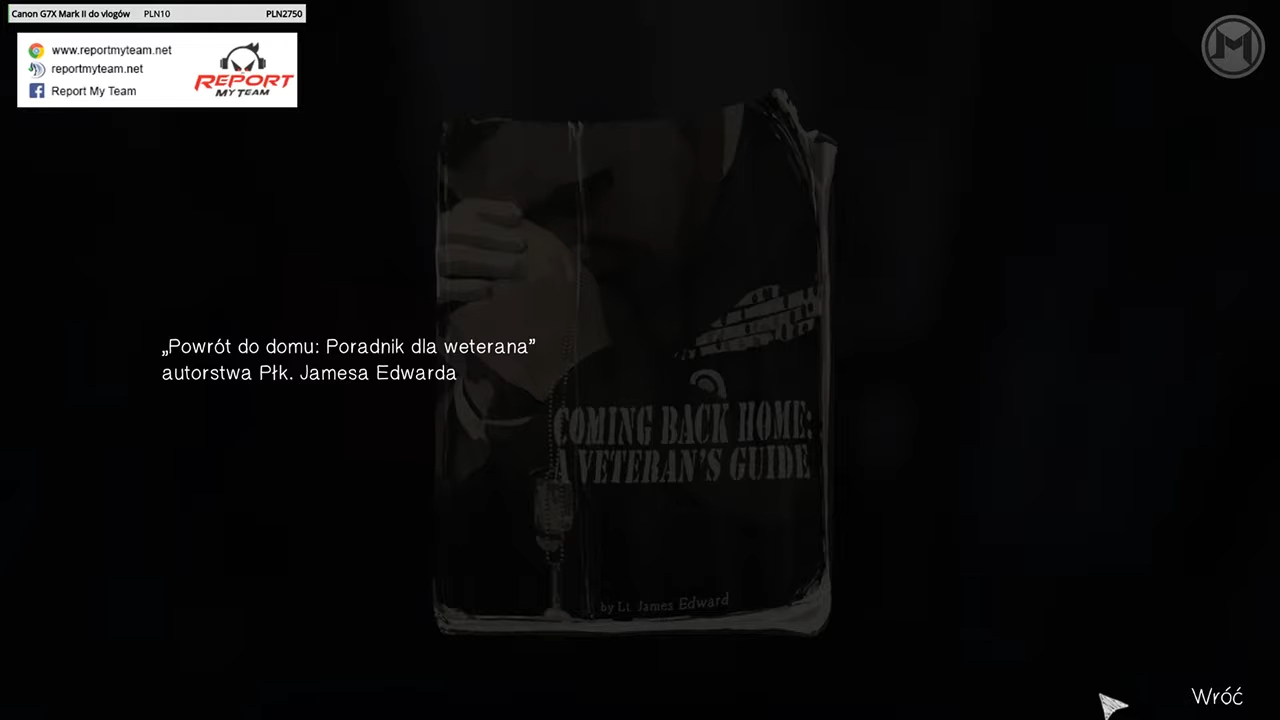 Canon G7X Mark II do vlogów PLN10 PLN2750
www.reportmyteam.net
reportmyteam.net
Report My Team
REPORT
MY TEAM
M
„Powrót do domu: Poradnik dla weterana”
autorstwa Płk. Jamesa Edwarda
COMING BACK HOME:
A VETERAN'S GUIDE
by Lt. James Edward
Wróć